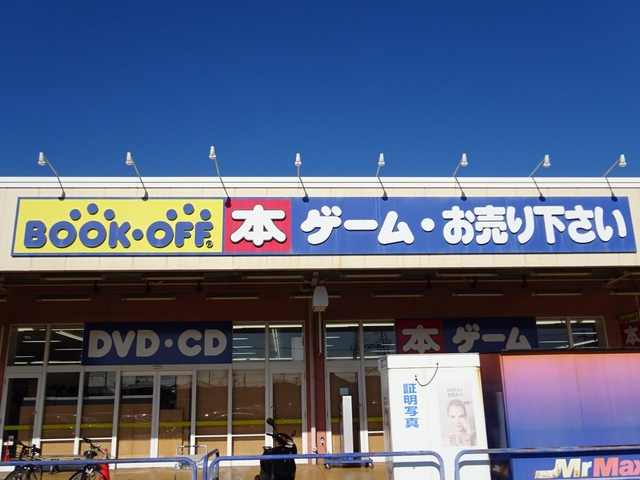 BOOK・OFF
本 ゲーム・お売り下さい
DVD・CD
本 ゲーム
証明写真
MrMax